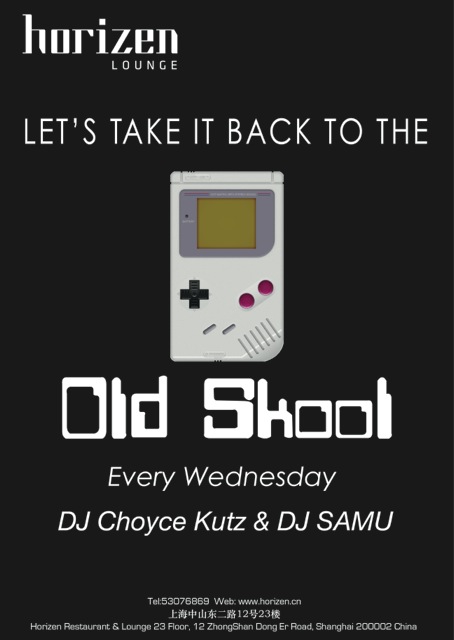 horizen
LOUNGE
LET'S TAKE IT BACK TO THE
Old Skool
Every Wednesday
DJ Choyce Kutz & DJ SAMU
Tel:53076869 Web: www.horizen.cn
上海中山东二路12号23楼
Horizen Restaurant & Lounge 23 Floor, 12 ZhongShan Dong Er Road, Shanghai 200002 China